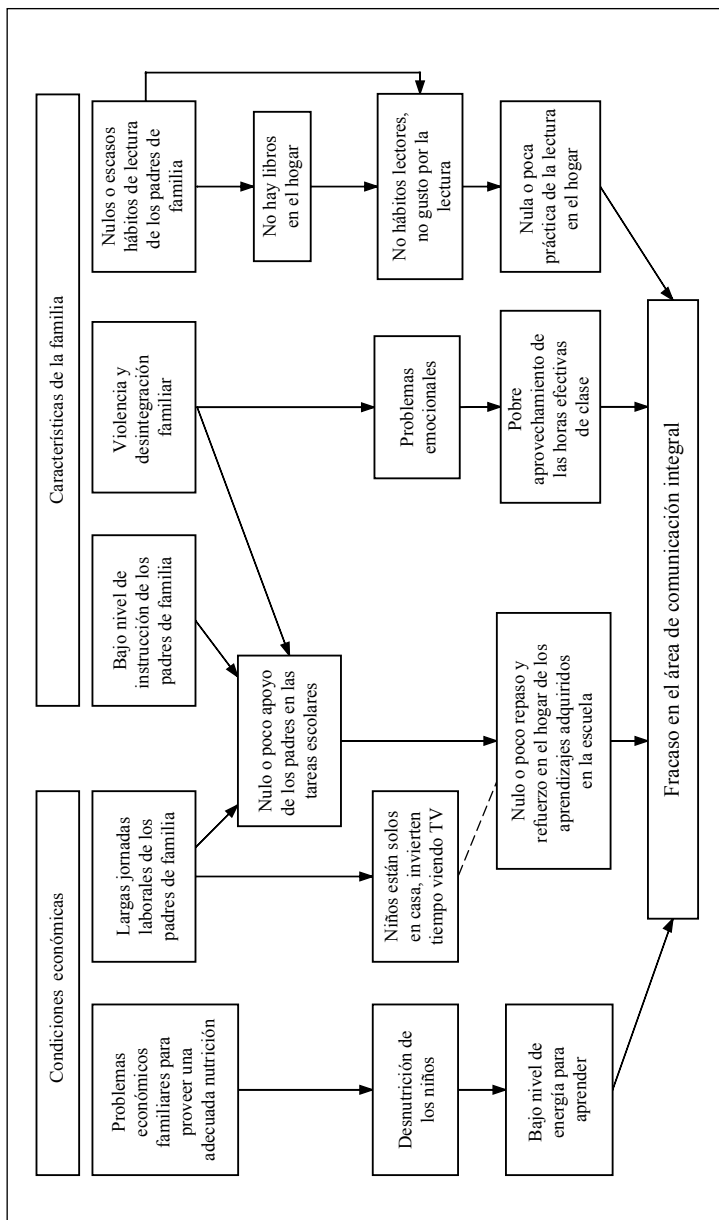 Condiciones económicas
Características de la familia
Problemas
económicos
familiares para
proveer una
adecuada nutrición
Largas jornadas
laborales de los
padres de familia
Bajo nivel de
instrucción de los
padres de familia
Violencia y
desintegración
familiar
Nulos o escasos
hábitos de lectura
de los padres de
familia
Nulo o poco apoyo
de los padres en las
tareas escolares
No hay libros
en el hogar
Desnutrición de
los niños
Niños están solos
en casa, invierten
tiempo viendo TV
Problemas
emocionales
No hábitos lectores,
no gusto por la
lectura
Bajo nivel de
energía para
aprender
Nulo o poco repaso y
refuerzo en el hogar de los
aprendizajes adquiridos
en la escuela
Pobre
aprovechamiento de
las horas efectivas
de clase
Nula o poca
práctica de la lectura
en el hogar
Fracaso en el área de comunicación integral